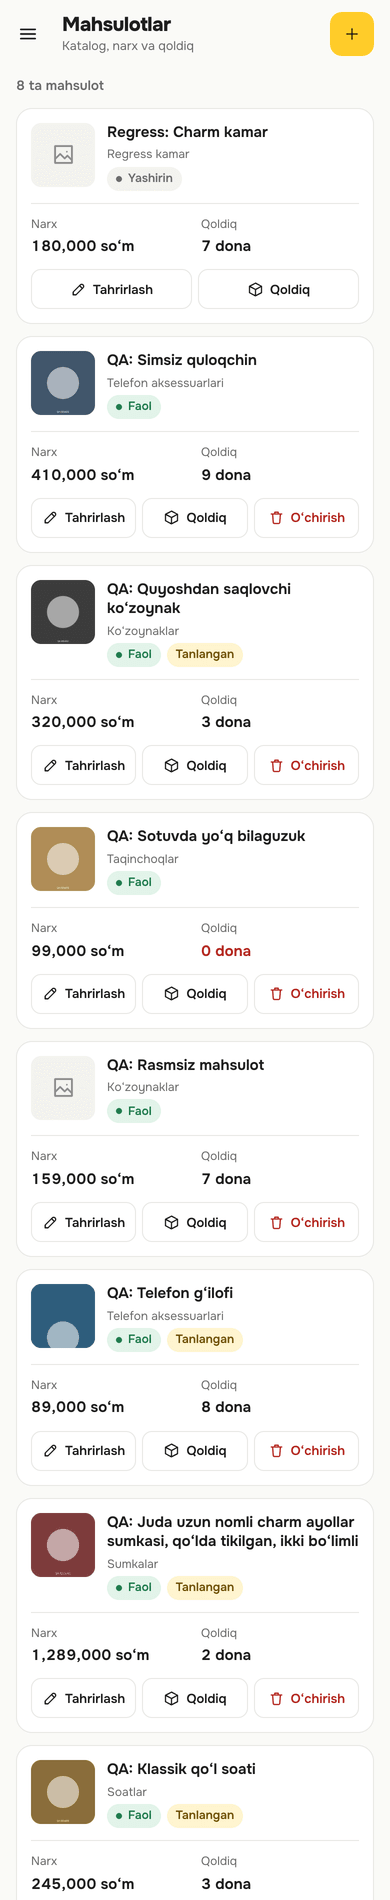 Mahsulotlar
Katalog, narx va qoldiq
8 ta mahsulot
Regress: Charm kamar
Regress kamar
Yashirin
Narx Qoldiq
180,000 so‘m 7 dona
Tahrirlash Qoldiq
QA: Simsiz quloqchin
Telefon aksessuarlari
Faol
Narx Qoldiq
410,000 so‘m 9 dona
Tahrirlash Qoldiq O‘chirish
QA: Quyoshdan saqlovchi
ko‘zoynak
Ko‘zoynaklar
Faol Tanlangan
Narx Qoldiq
320,000 so‘m 3 dona
Tahrirlash Qoldiq O‘chirish
QA: Sotuvda yo‘q bilaguzuk
Taqinchoqlar
Faol
Narx Qoldiq
99,000 so‘m 0 dona
Tahrirlash Qoldiq O‘chirish
QA: Rasmsiz mahsulot
Ko‘zoynaklar
Faol
Narx Qoldiq
159,000 so‘m 7 dona
Tahrirlash Qoldiq O‘chirish
QA: Telefon g‘ilofi
Telefon aksessuarlari
Faol Tanlangan
Narx Qoldiq
89,000 so‘m 8 dona
Tahrirlash Qoldiq O‘chirish
QA: Juda uzun nomli charm ayollar
sumkasi, qo‘lda tikilgan, ikki bo‘limli
Sumkalar
Faol Tanlangan
Narx Qoldiq
1,289,000 so‘m 2 dona
Tahrirlash Qoldiq O‘chirish
QA: Klassik qo‘l soati
Soatlar
Faol Tanlangan
Narx Qoldiq
245,000 so‘m 3 dona